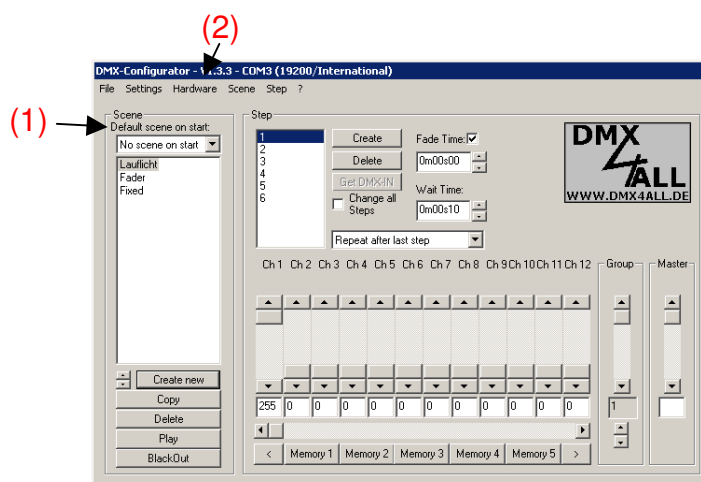 (2)
DMX-Configurator - V1.3.3 - COM3 (19200/International)
File Settings Hardware Scene Step ?
(1)
Scene
Default scene on start:
No scene on start
Lauflicht
Fader
Fixed
Create new
Copy
Delete
Play
BlackOut
Step
1
2
3
4
5
6
Create
Delete
Get DMX-IN
Change all
Steps
Fade Time:
0m00s00
Wait Time:
0m00s10
Repeat after last step
DMX
4ALL
WWW.DMX4ALL.DE
Ch 1 Ch 2 Ch 3 Ch 4 Ch 5 Ch 6 Ch 7 Ch 8 Ch 9 Ch 10 Ch 11 Ch 12
255 0 0 0 0 0 0 0 0 0 0 0
< Memory 1 Memory 2 Memory 3 Memory 4 Memory 5 >
Group
1
Master